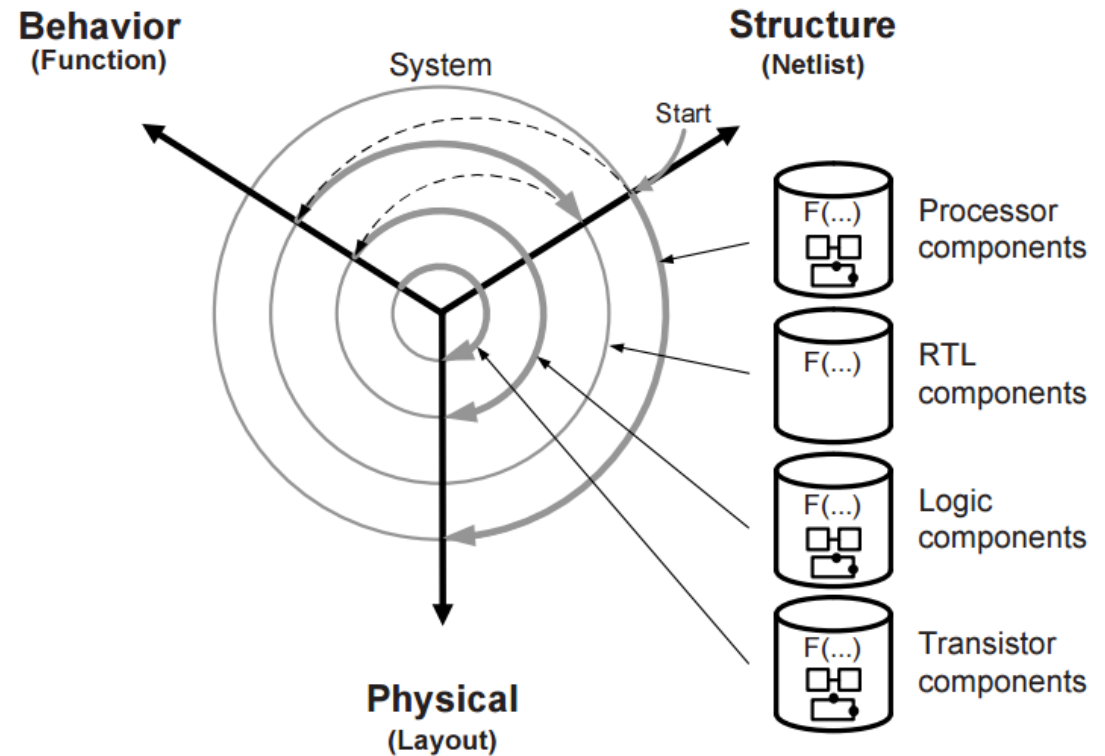 Behavior
(Function)
System
Structure
(Netlist)
Start
F(...)
Processor
components
F(...)
RTL
components
F(...)
Logic
components
F(...)
Transistor
components
Physical
(Layout)